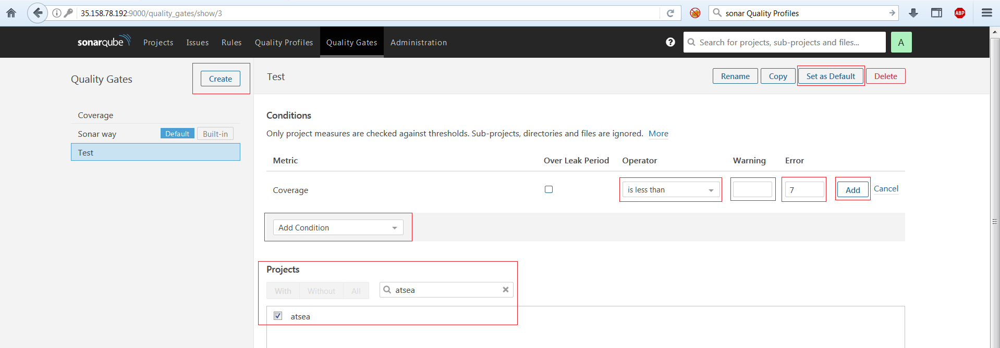 35.158.78.192:9000/quality_gates/show/3
sonar Quality Profiles
ABP
sonarqube Projects Issues Rules Quality Profiles Quality Gates Administration
? Search for projects, sub-projects and files... A
Quality Gates Create
Test Rename Copy Set as Default Delete
Coverage
Sonar way Default Built-in
Test
Conditions
Only project measures are checked against thresholds. Sub-projects, directories and files are ignored. More
Metric Over Leak Period Operator Warning Error
Coverage is less than 7 Add Cancel
Add Condition
Projects
With Without All atsea
atsea